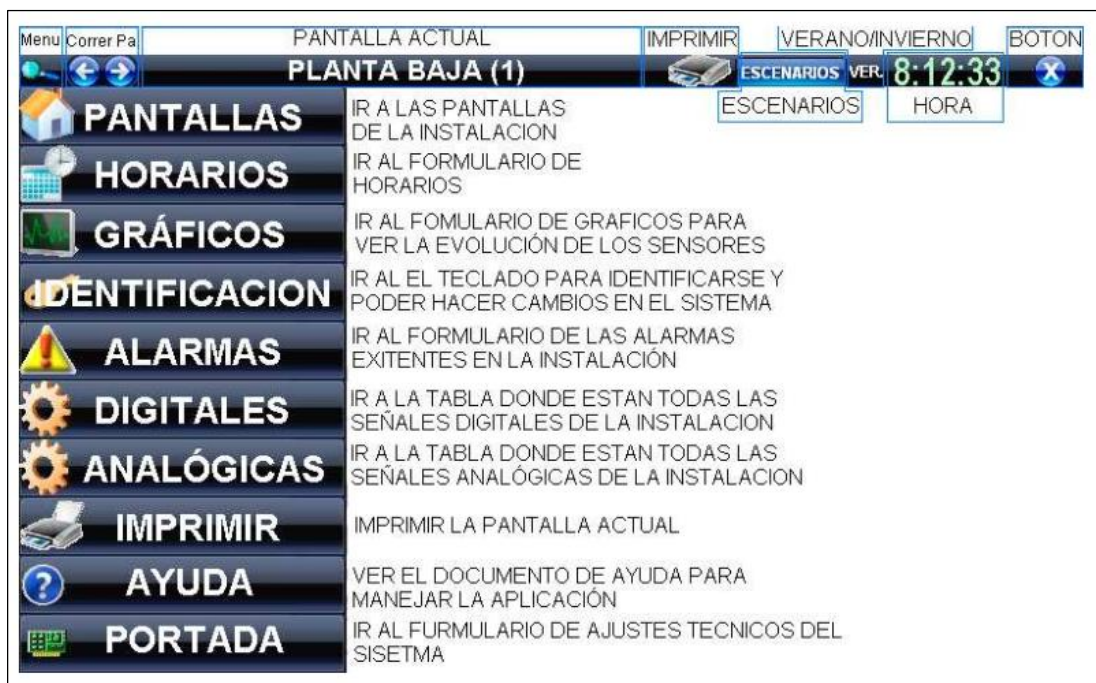 Menu Correr Pa PANTALLA ACTUAL IMPRIMIR VERANO/INVIERNO BOTON
PLANTA BAJA (1) ESCENARIOS VER. 8:12:33
ESCENARIOS HORA
PANTALLAS
IR A LAS PANTALLAS
DE LA INSTALACION
HORARIOS
IR AL FORMULARIO DE
HORARIOS
GRÁFICOS
IR AL FOMULARIO DE GRAFICOS PARA
VER LA EVOLUCIÓN DE LOS SENSORES
IDENTIFICACION
IR AL EL TECLADO PARA IDENTIFICARSE Y
PODER HACER CAMBIOS EN EL SISTEMA
ALARMAS
IR AL FORMULARIO DE LAS ALARMAS
EXITENTES EN LA INSTALACIÓN
DIGITALES
IR A LA TABLA DONDE ESTAN TODAS LAS
SEÑALES DIGITALES DE LA INSTALACION
ANALÓGICAS
IR A LA TABLA DONDE ESTAN TODAS LAS
SEÑALES ANALÓGICAS DE LA INSTALACION
IMPRIMIR
IMPRIMIR LA PANTALLA ACTUAL
AYUDA
VER EL DOCUMENTO DE AYUDA PARA
MANEJAR LA APLICACIÓN
PORTADA
IR AL FURMULARIO DE AJUSTES TECNICOS DEL
SISETMA